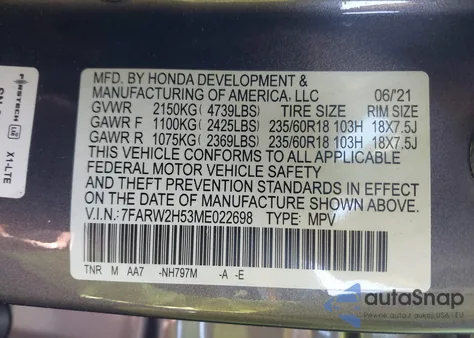 MFD. BY HONDA DEVELOPMENT &
MANUFACTURING OF AMERICA, LLC 06/'21
GVWR 2150KG (4739LBS) TIRE SIZE RIM SIZE
GAWR F 1100KG (2425LBS) 235/60R18 103H 18X7.5J
GAWR R 1075KG (2369LBS) 235/60R18 103H 18X7.5J
THIS VEHICLE CONFORMS TO ALL APPLICABLE
FEDERAL MOTOR VEHICLE SAFETY
AND THEFT PREVENTION STANDARDS IN EFFECT
ON THE DATE OF MANUFACTURE SHOWN ABOVE.
V.I.N.: 7FARW2H53ME022698 TYPE: MPV
TNR M AA7 -NH797M -A -E
X1-LTE
autoSnap